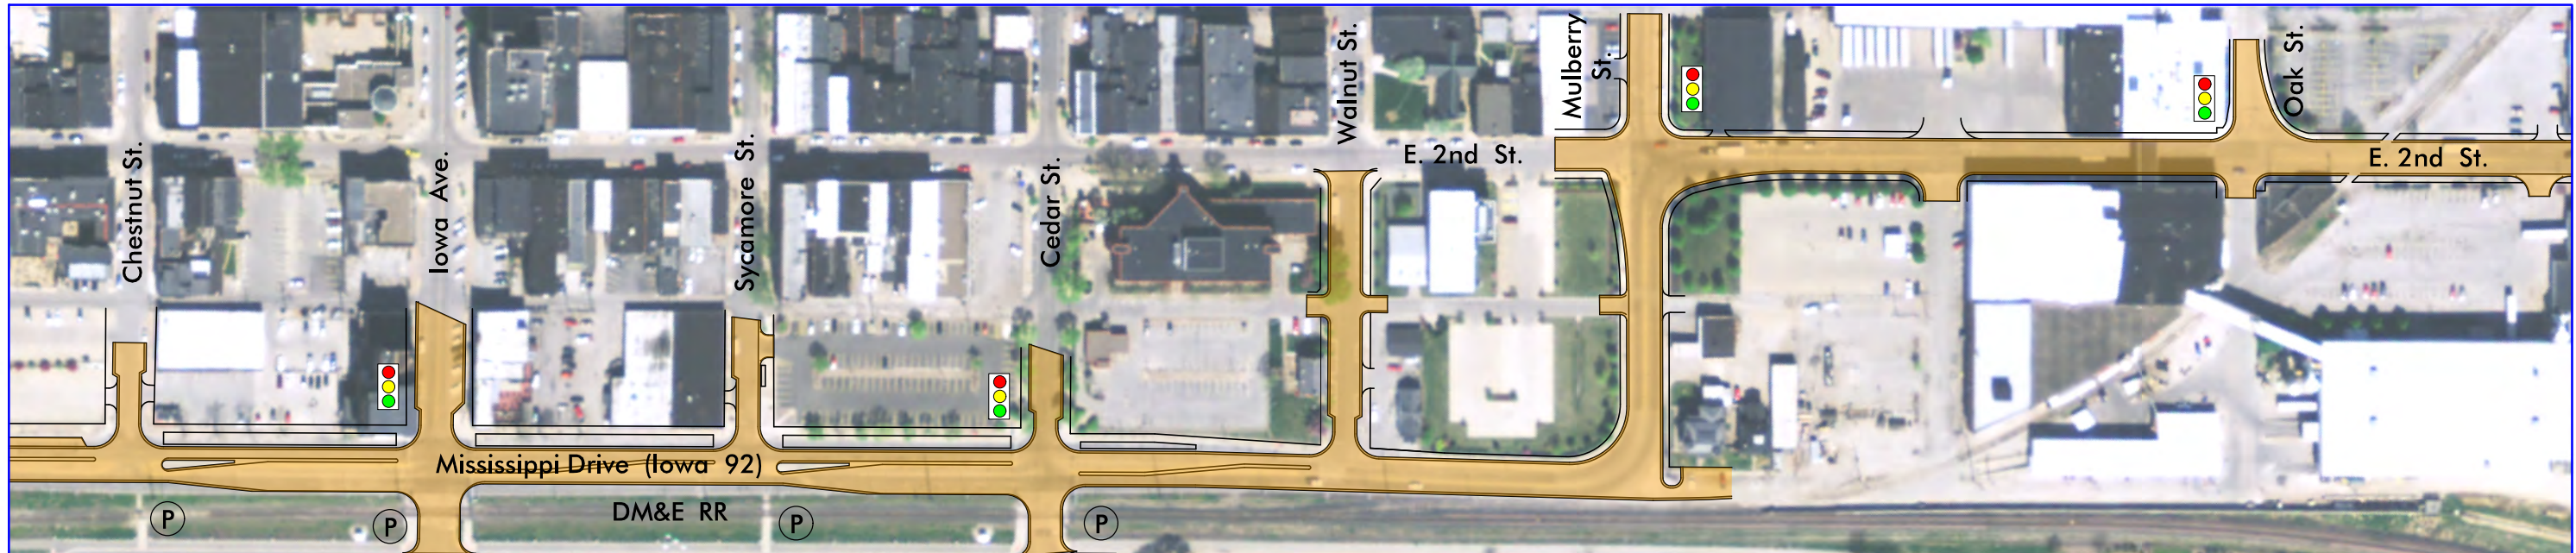 Chestnut St.
Iowa Ave.
Sycamore St.
Cedar St.
Walnut St.
Mulberry
St.
Oak St.
E. 2nd St.
E. 2nd St.
Mississippi Drive (Iowa 92)
DM&E RR
P
P
P
P